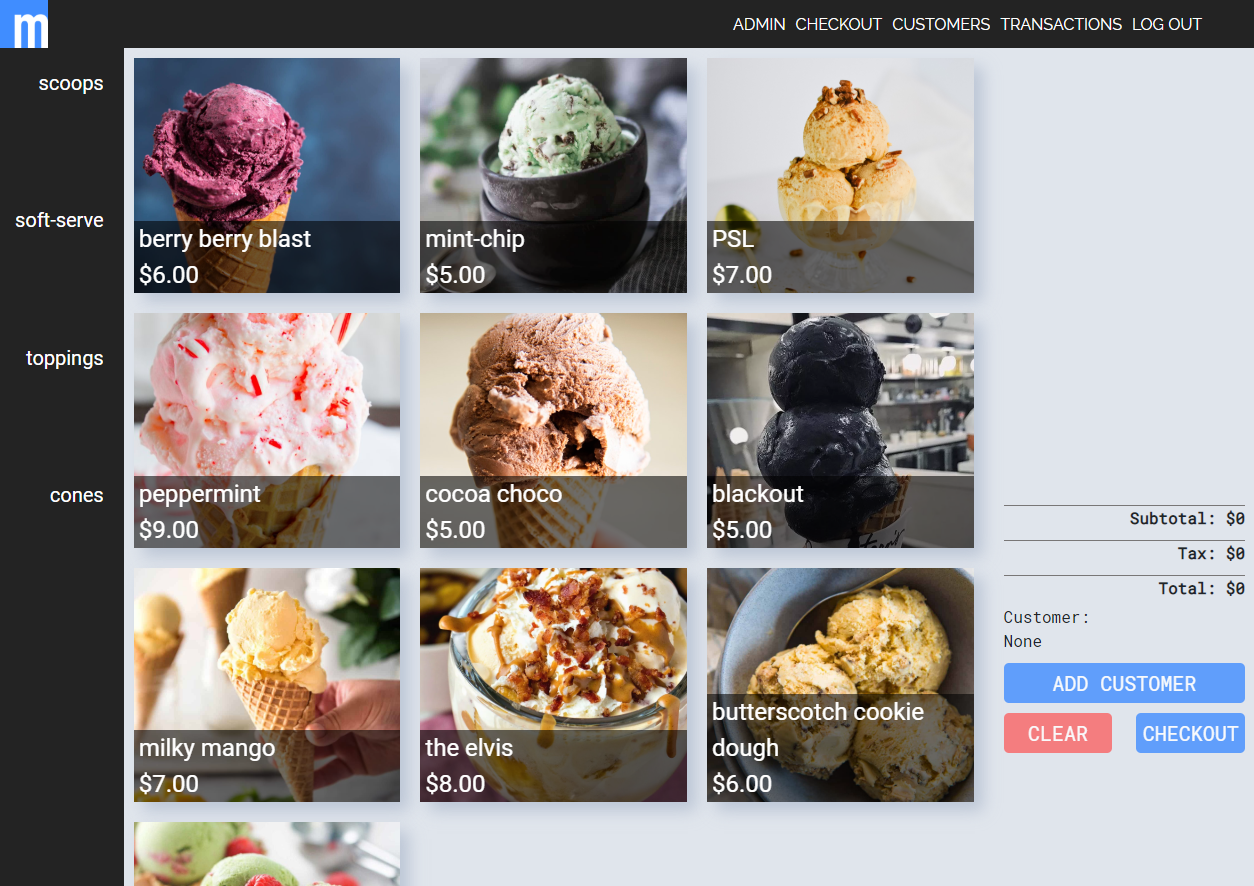 m
ADMIN CHECKOUT CUSTOMERS TRANSACTIONS LOG OUT
scoops
soft-serve
toppings
cones
berry berry blast
$6.00
mint-chip
$5.00
PSL
$7.00
peppermint
$9.00
cocoa choco
$5.00
blackout
$5.00
milky mango
$7.00
the elvis
$8.00
butterscotch cookie
dough
$6.00
Subtotal: $0
Tax: $0
Total: $0
Customer:
None
ADD CUSTOMER
CLEAR CHECKOUT